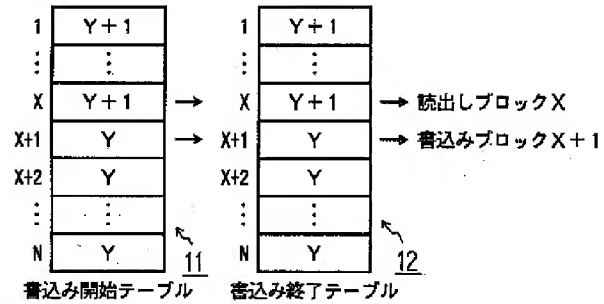 1 Y+1 1 Y+1
⋮ ⋮ ⋮ ⋮
X Y+1 → X Y+1 → 読出しブロックX
X+1 Y → X+1 Y → 書込みブロックX+1
X+2 Y X+2 Y
⋮ ⋮ ⋮ ⋮
N Y 11 N Y 12
書込み開始テーブル 書込み終了テーブル